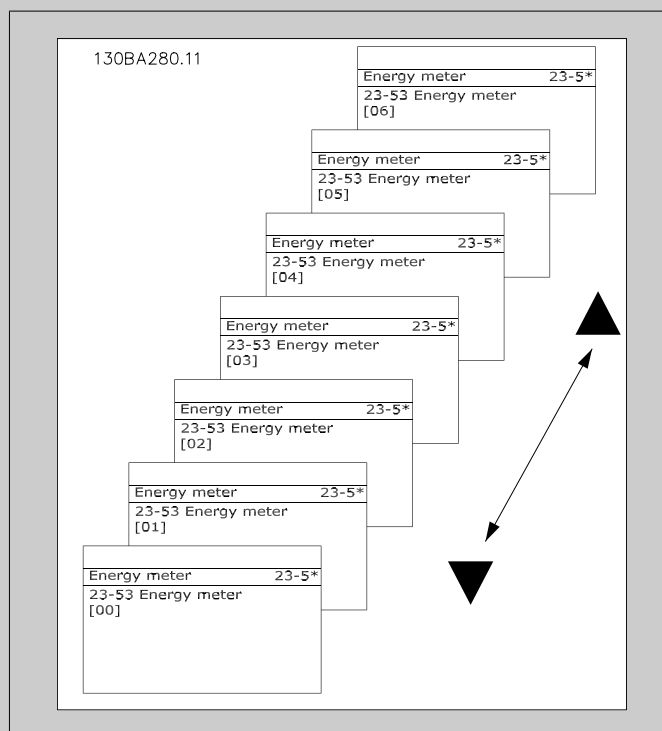 130BA280.11
Energy meter 23-5*
23-53 Energy meter
[06]
Energy meter 23-5*
23-53 Energy meter
[05]
Energy meter 23-5*
23-53 Energy meter
[04]
Energy meter 23-5*
23-53 Energy meter
[03]
Energy meter 23-5*
23-53 Energy meter
[02]
Energy meter 23-5*
23-53 Energy meter
[01]
Energy meter 23-5*
23-53 Energy meter
[00]